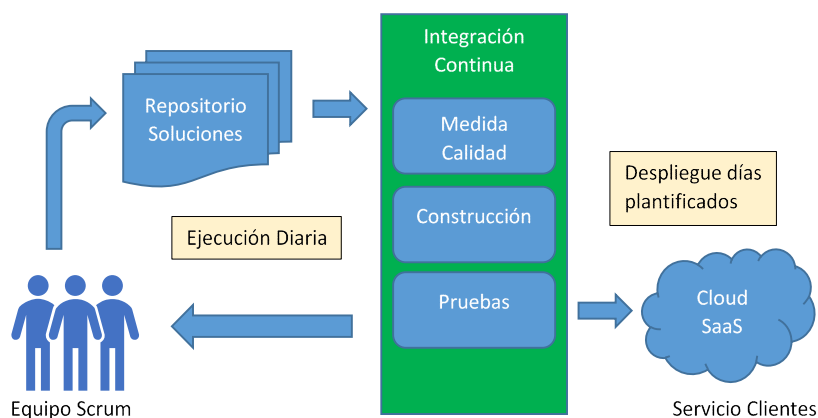 Integración
Continua
Repositorio
Soluciones
Medida
Calidad
Despliegue días
plantificados
Construcción
Ejecución Diaria
Pruebas
Cloud
SaaS
Equipo Scrum
Servicio Clientes